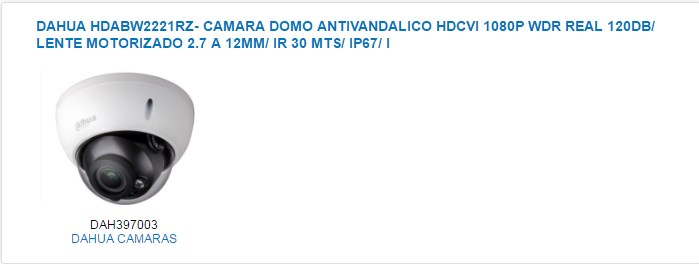 DAHUA HDABW2221RZ- CAMARA DOMO ANTIVANDALICO HDCVI 1080P WDR REAL 120DB/
LENTE MOTORIZADO 2.7 A 12MM/ IR 30 MTS/ IP67/ I
alhua
DAH397003
DAHUA CAMARAS